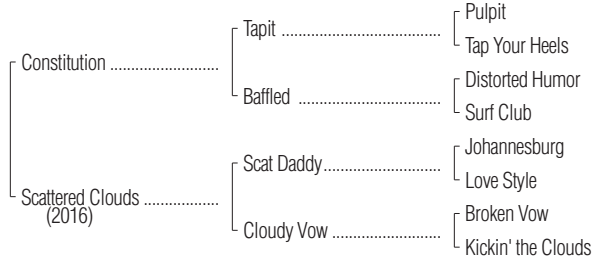 Pulpit
Tapit
Tap Your Heels
Constitution
Distorted Humor
Baffled
Surf Club
Johannesburg
Scat Daddy
Love Style
Scattered Clouds
(2016)
Broken Vow
Cloudy Vow
Kickin' the Clouds